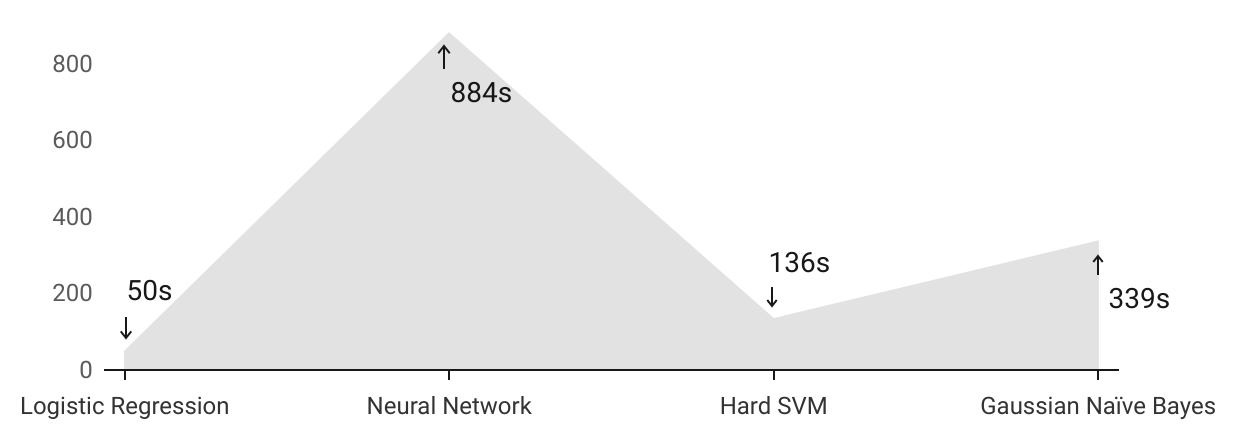 800
600
400
200
0
884s
50s
136s
339s
Logistic Regression
Neural Network
Hard SVM
Gaussian Naïve Bayes